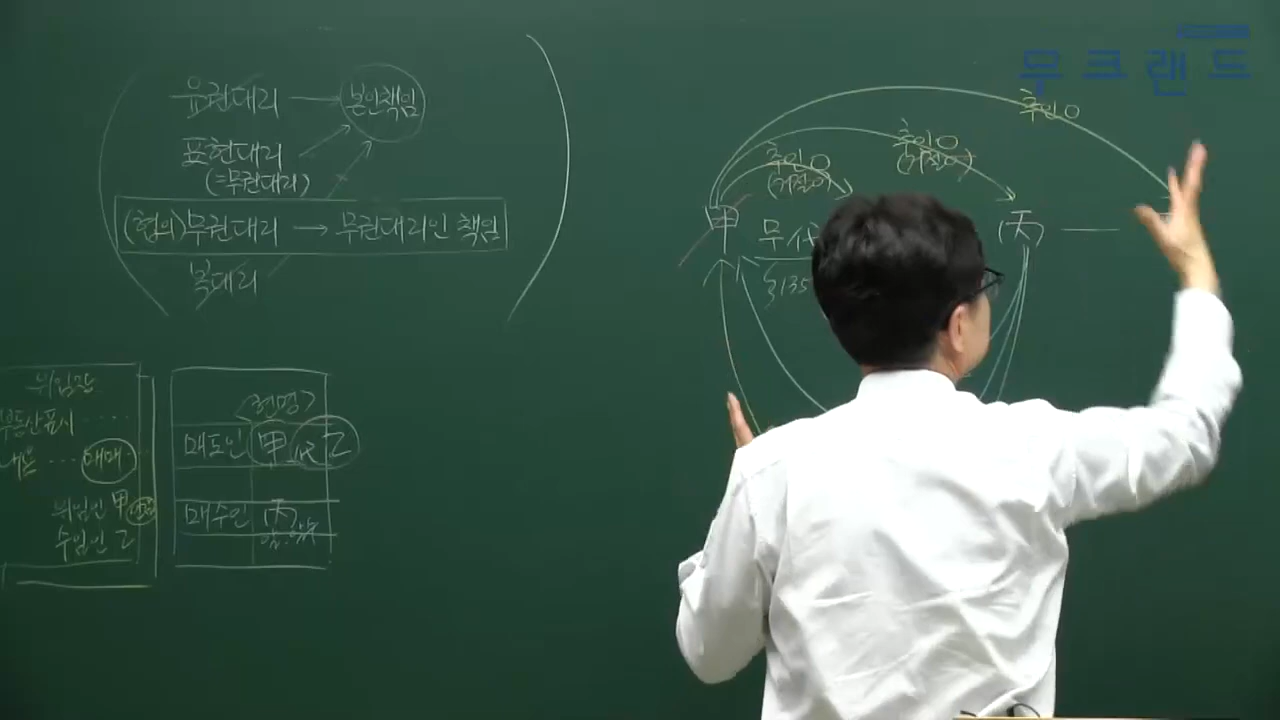 무크랜드
유권대리 → 본인책임
표현대리
(=무권대리)
(협의)무권대리 → 무권대리인 책임
복대리
위임장
부동산표시 ····
내용 ··· 매매
위임인 甲
수임인 乙
<현명>
매도인 甲 代 乙
매수인 丙
추인O
추인O
(거절O)
추인O
(거절O)
甲 무代 丙
§135